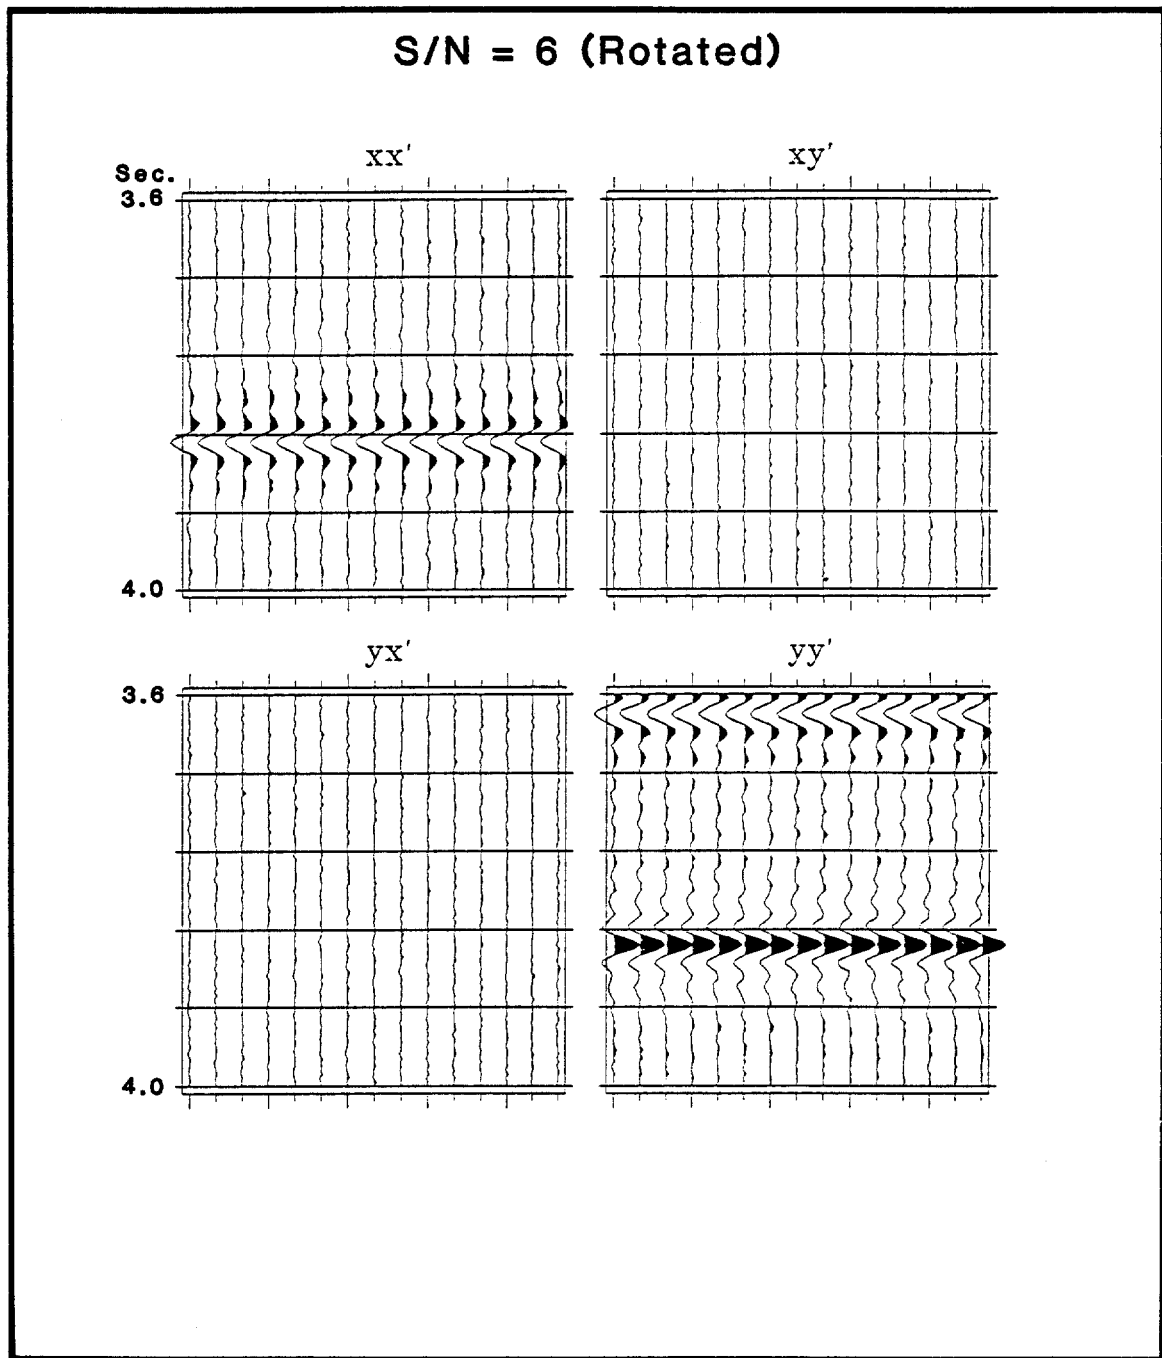 S/N = 6 (Rotated)
xx' xy'
Sec.
3.6
4.0
yx' yy'
3.6
4.0